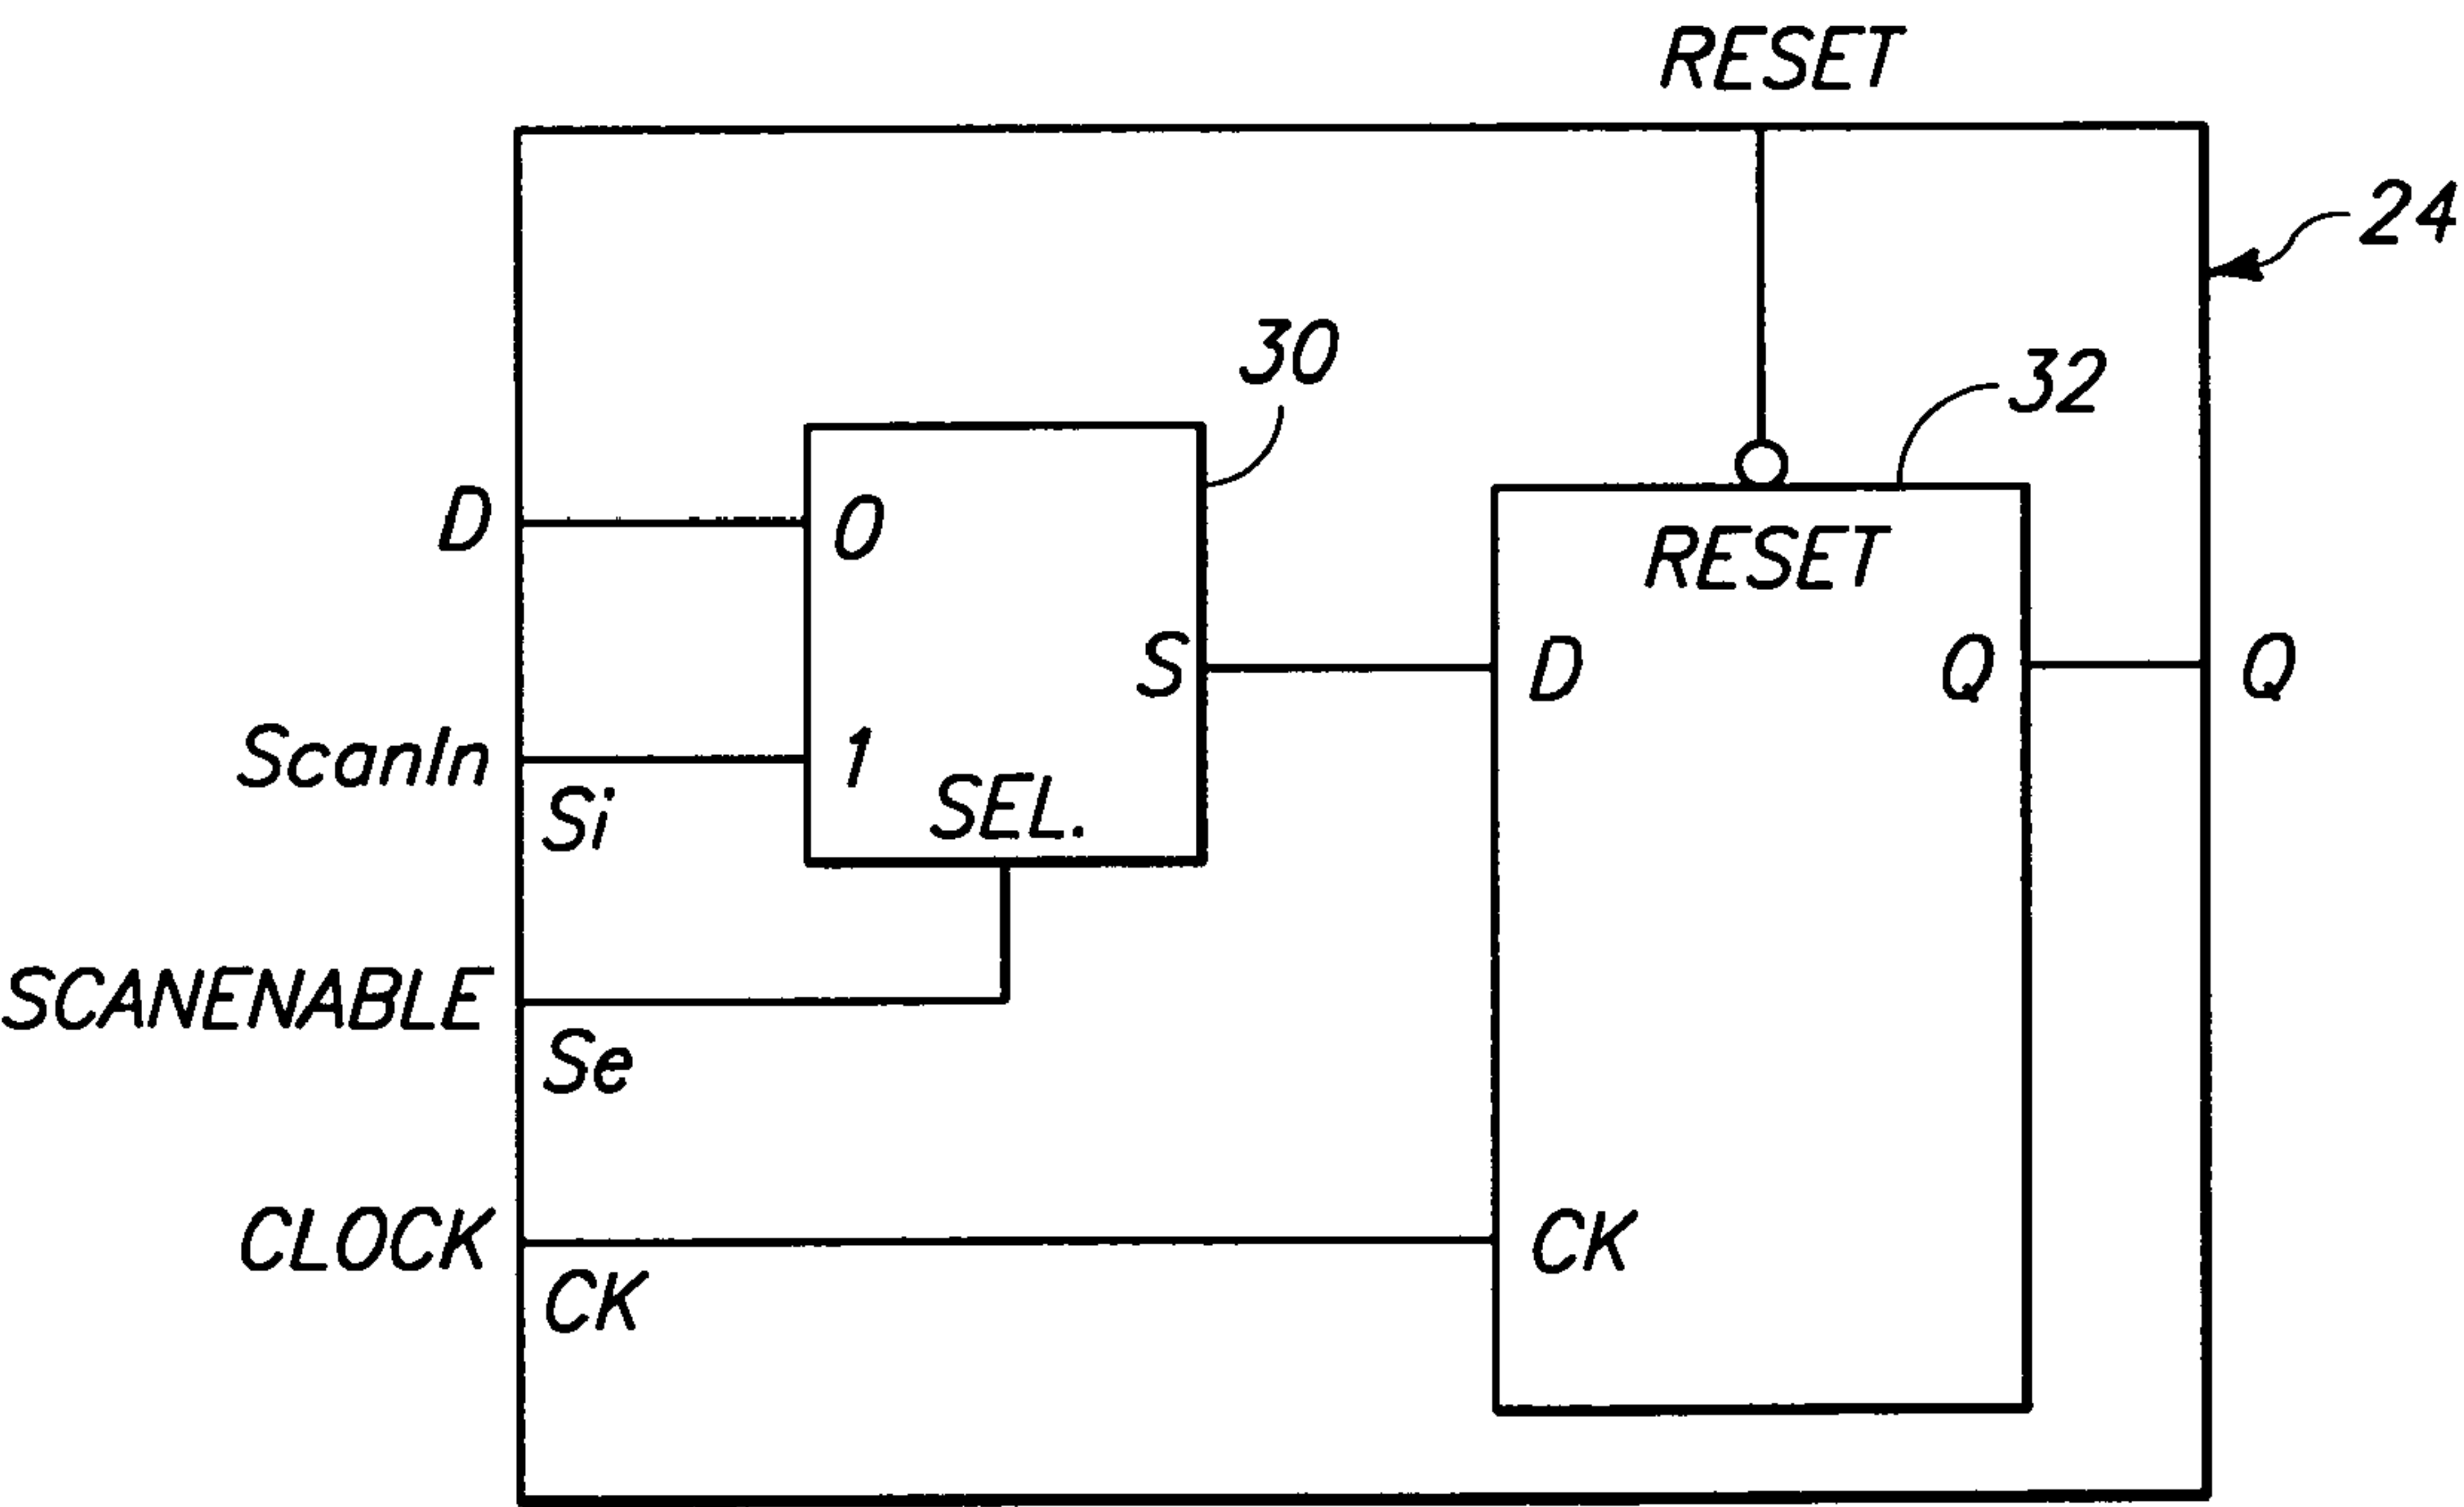 RESET
24
30
32
D
0
RESET
S
D
Q
Q
ScanIn
1
Si
SEL.
SCANENABLE
Se
CLOCK
CK
CK